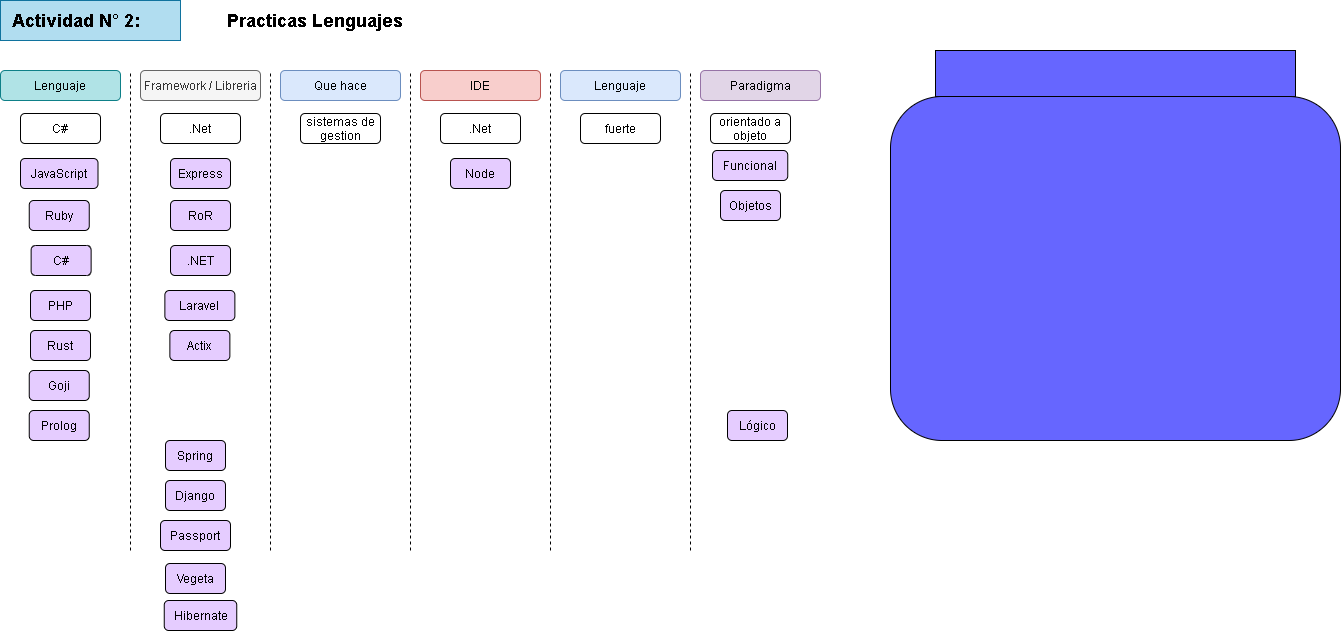 Actividad N° 2: Practicas Lenguajes
Lenguaje Framework / Libreria Que hace IDE Lenguaje Paradigma
C# .Net sistemas de gestion .Net fuerte orientado a objeto
JavaScript Express Node Funcional
Ruby RoR Objetos
C# .NET
PHP Laravel
Rust Actix
Goji
Prolog Lógico
Spring
Django
Passport
Vegeta
Hibernate